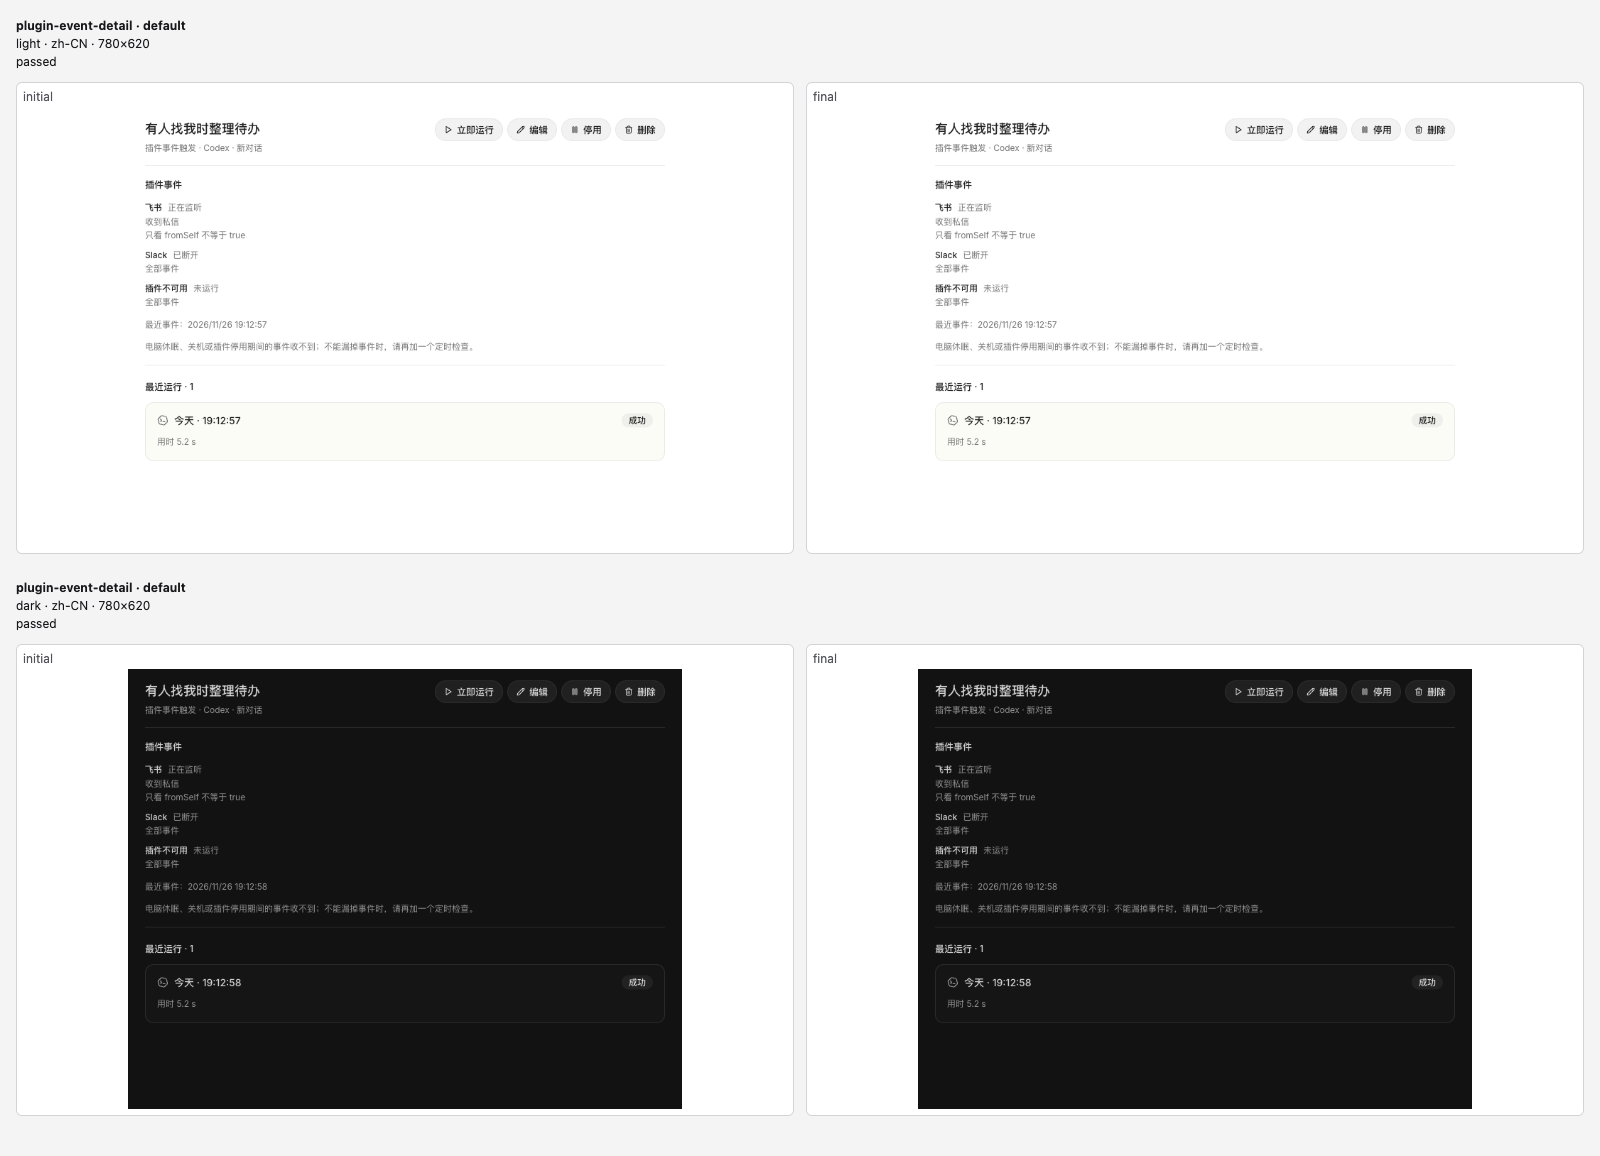 plugin-event-detail · default
light · zh-CN · 780×620
passed
initial
有人找我时整理待办
立即运行 编辑 停用 删除
插件事件触发 · Codex · 新对话
插件事件
飞书 正在监听
收到私信
只看 fromSelf 不等于 true
Slack 已断开
全部事件
插件不可用 未运行
全部事件
最近事件：2026/11/26 19:12:57
电脑休眠、关机或插件停用期间的事件收不到；不能漏掉事件时，请再加一个定时检查。
最近运行 · 1
今天 · 19:12:57 成功
用时 5.2 s
final
有人找我时整理待办
立即运行 编辑 停用 删除
插件事件触发 · Codex · 新对话
插件事件
飞书 正在监听
收到私信
只看 fromSelf 不等于 true
Slack 已断开
全部事件
插件不可用 未运行
全部事件
最近事件：2026/11/26 19:12:57
电脑休眠、关机或插件停用期间的事件收不到；不能漏掉事件时，请再加一个定时检查。
最近运行 · 1
今天 · 19:12:57 成功
用时 5.2 s
plugin-event-detail · default
dark · zh-CN · 780×620
passed
initial
有人找我时整理待办
立即运行 编辑 停用 删除
插件事件触发 · Codex · 新对话
插件事件
飞书 正在监听
收到私信
只看 fromSelf 不等于 true
Slack 已断开
全部事件
插件不可用 未运行
全部事件
最近事件：2026/11/26 19:12:58
电脑休眠、关机或插件停用期间的事件收不到；不能漏掉事件时，请再加一个定时检查。
最近运行 · 1
今天 · 19:12:58 成功
用时 5.2 s
final
有人找我时整理待办
立即运行 编辑 停用 删除
插件事件触发 · Codex · 新对话
插件事件
飞书 正在监听
收到私信
只看 fromSelf 不等于 true
Slack 已断开
全部事件
插件不可用 未运行
全部事件
最近事件：2026/11/26 19:12:58
电脑休眠、关机或插件停用期间的事件收不到；不能漏掉事件时，请再加一个定时检查。
最近运行 · 1
今天 · 19:12:58 成功
用时 5.2 s